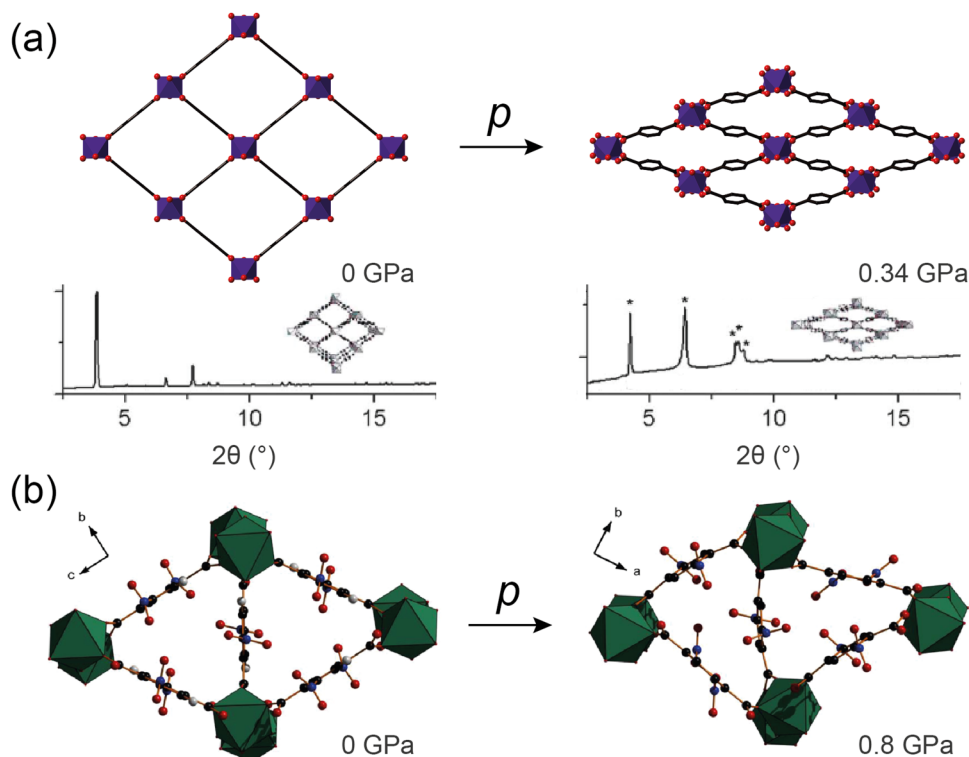 (a)
p
0 GPa
0.34 GPa
* * * * *
5 10 15
5 10 15
2θ (°)
2θ (°)
(b)
b
c
p
b
a
0 GPa
0.8 GPa